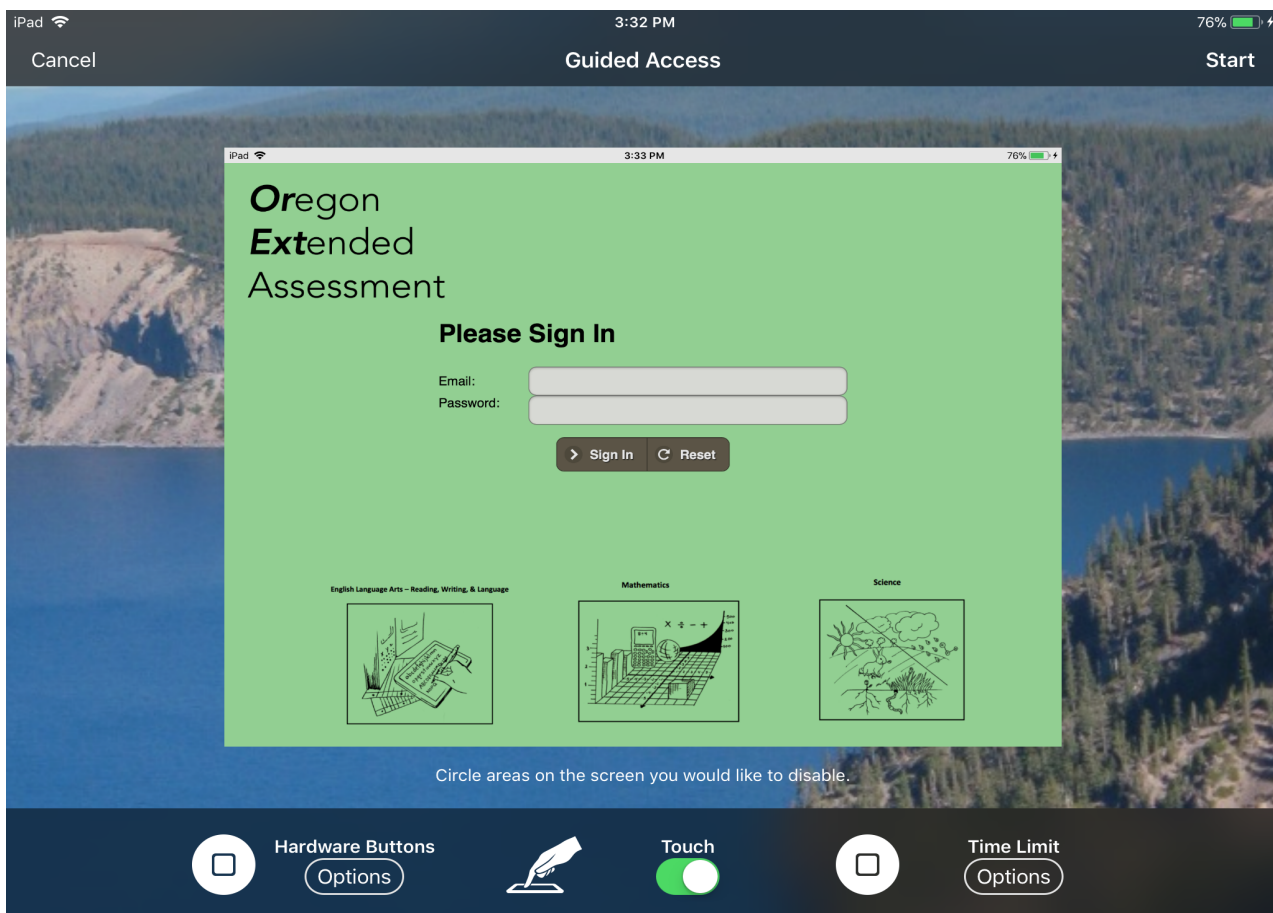 iPad 3:32 PM 76%
Cancel Guided Access Start
iPad 3:33 PM 76%
Oregon
Extended
Assessment
Please Sign In
Email:
Password:
Sign In Reset
English Language Arts – Reading, Writing, & Language Mathematics Science
x ÷ - +
Circle areas on the screen you would like to disable.
Hardware Buttons Touch Time Limit
Options Options